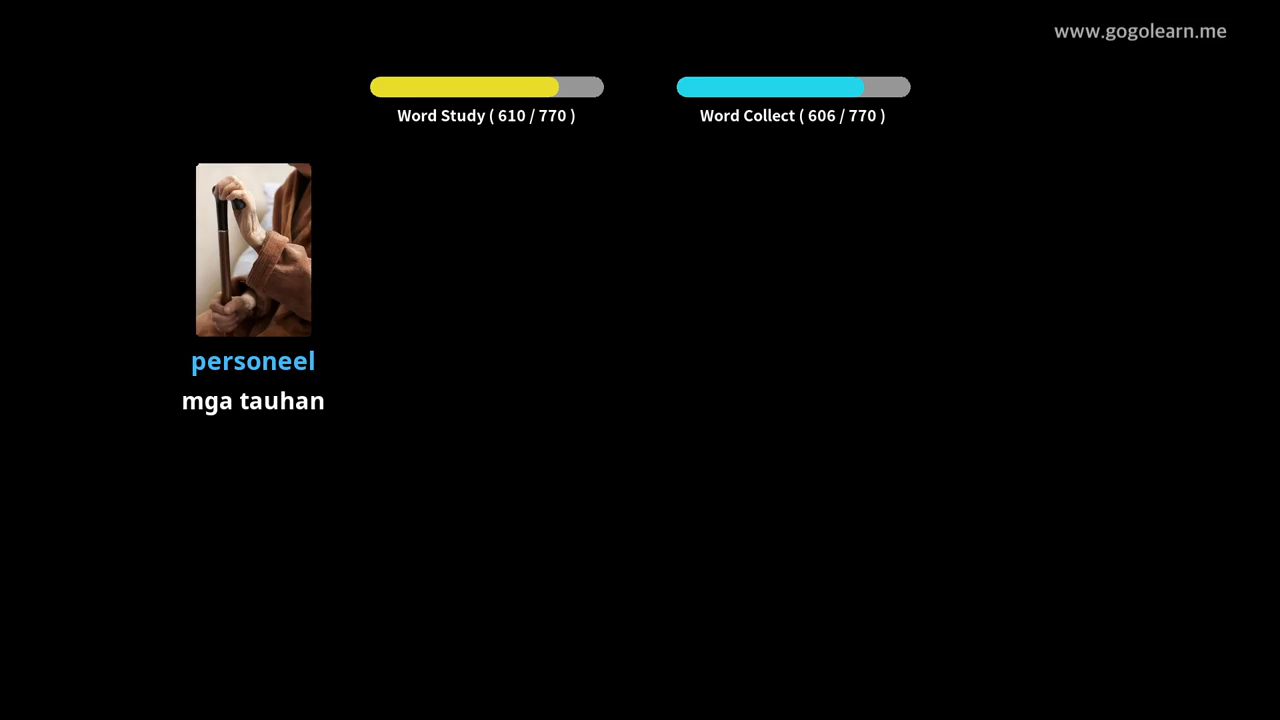 www.gogolearn.me
Word Study ( 610 / 770 )
Word Collect ( 606 / 770 )
personeel
mga tauhan